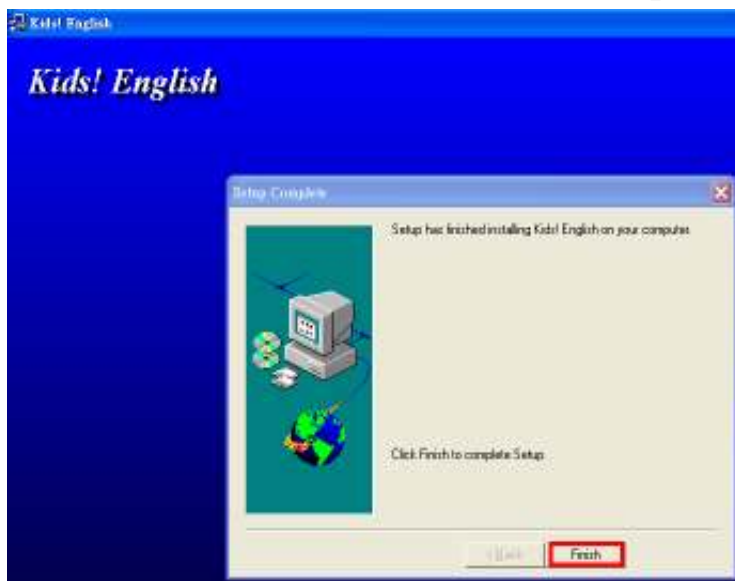 Kids! English
Kids! English
Setup Complete
Setup has finished installing Kids! English on your computer.
Click Finish to complete Setup.
< Back
Finish